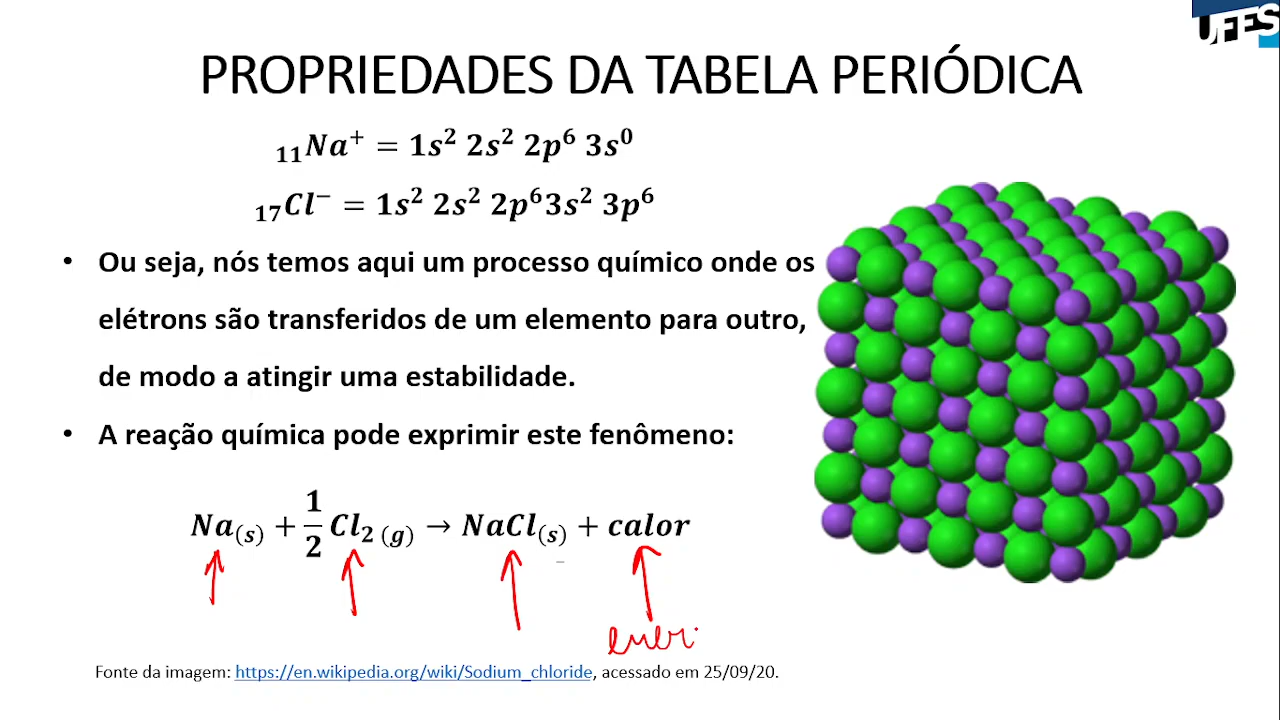 UFES
PROPRIEDADES DA TABELA PERIÓDICA
₁₁Na⁺ = 1s² 2s² 2p⁶ 3s⁰
₁₇Cl⁻ = 1s² 2s² 2p⁶3s² 3p⁶
• Ou seja, nós temos aqui um processo químico onde os
elétrons são transferidos de um elemento para outro,
de modo a atingir uma estabilidade.
• A reação química pode exprimir este fenômeno:
Na₍s₎ + 1/2 Cl₂ ₍g₎ → NaCl₍s₎ + calor
eneri
Fonte da imagem: https://en.wikipedia.org/wiki/Sodium_chloride, acessado em 25/09/20.